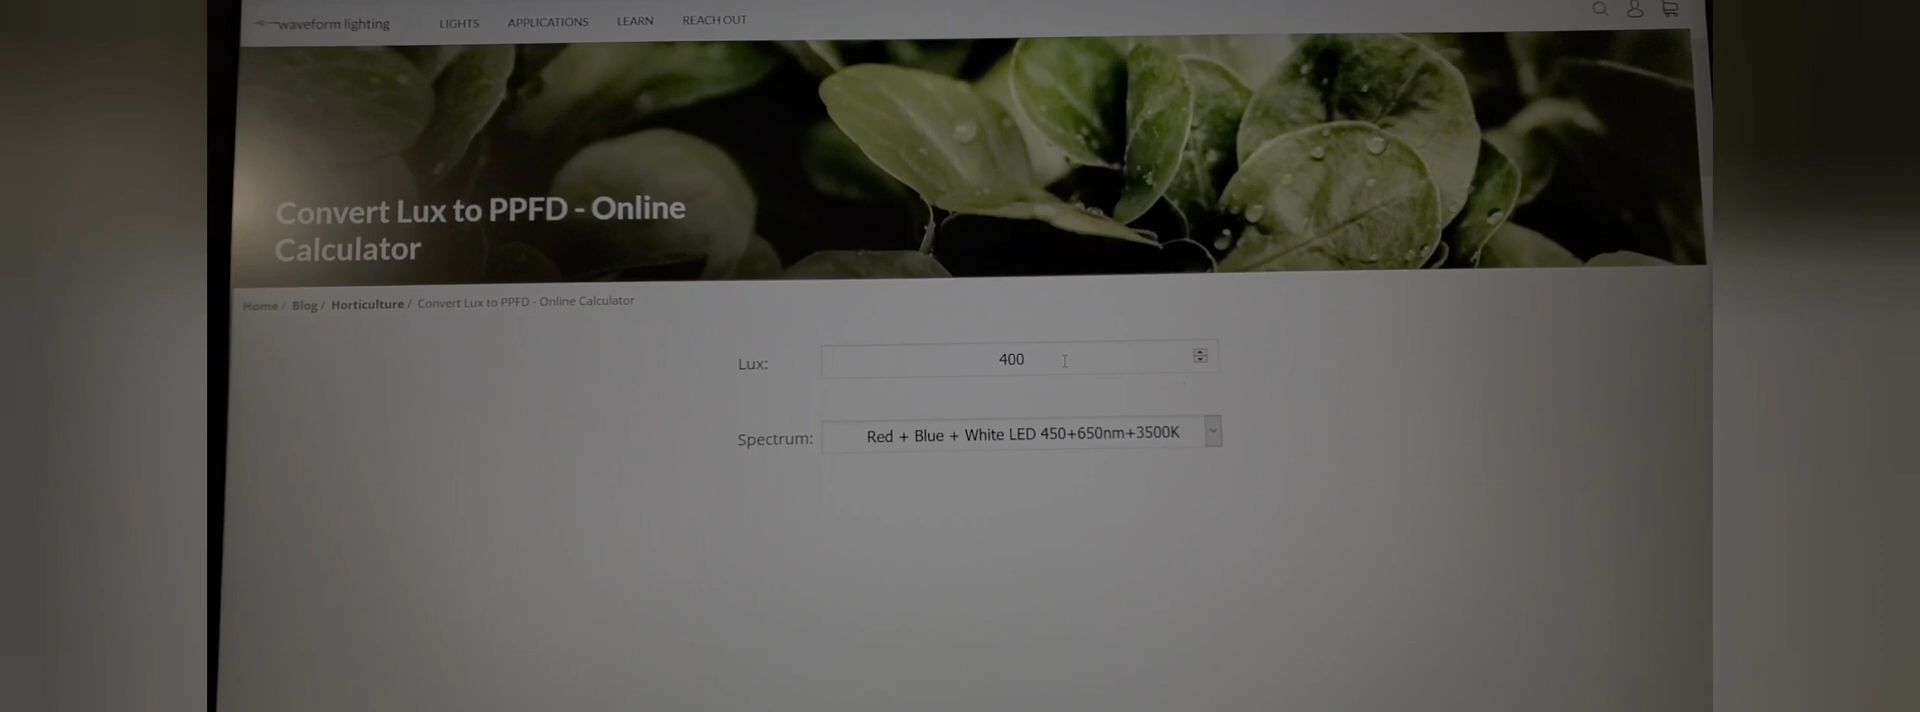 waveform lighting
LIGHTS APPLICATIONS LEARN REACH OUT
Convert Lux to PPFD - Online
Calculator
Home / Blog / Horticulture / Convert Lux to PPFD - Online Calculator
Lux: 400
Spectrum: Red + Blue + White LED 450+650nm+3500K